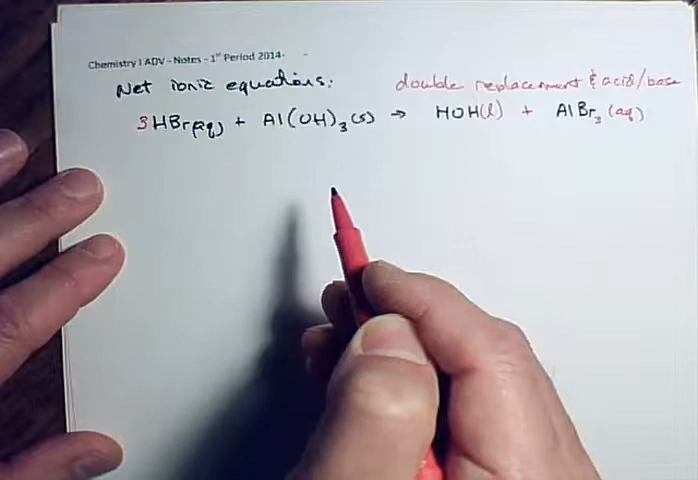 Chemistry I ADV - Notes - 1st Period 2014-
Net ionic equations: double replacement & acid/base
3HBr(aq) + Al(OH)₃(s) → HOH(l) + AlBr₃(aq)